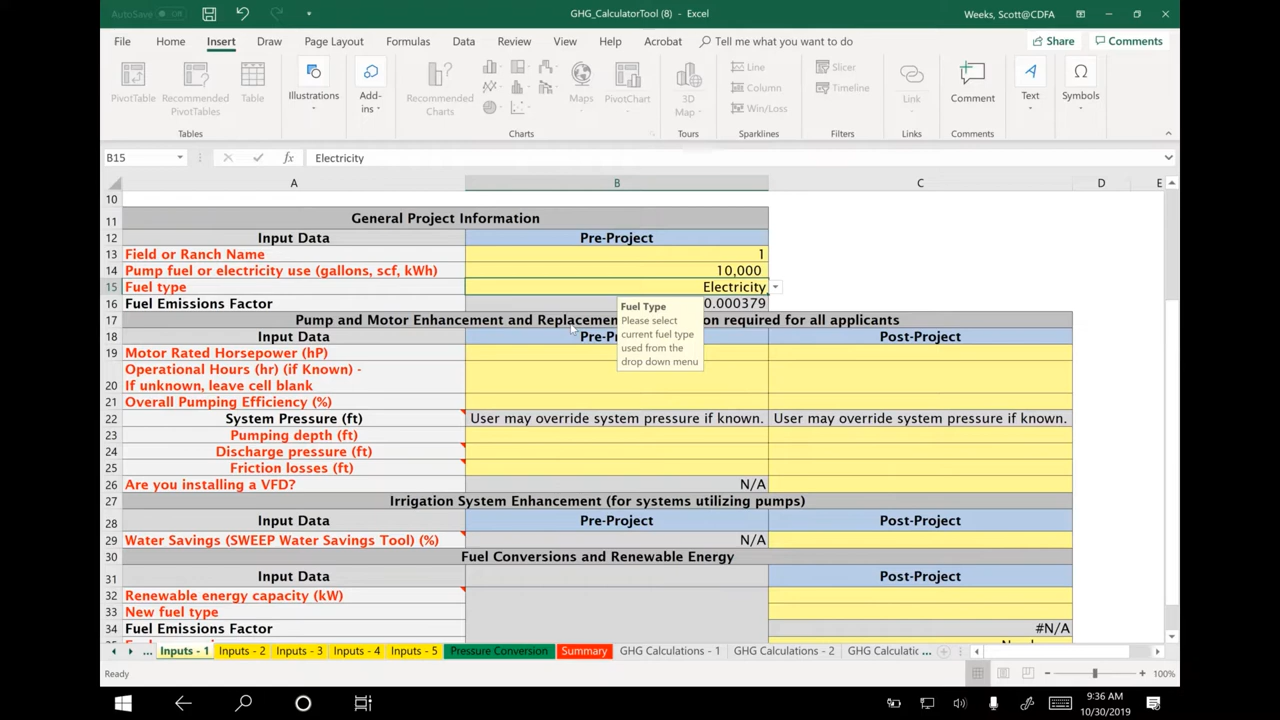 AutoSave Off
GHG_CalculatorTool (8) - Excel
Weeks, Scott@CDFA
File Home Insert Draw Page Layout Formulas Data Review View Help Acrobat Tell me what you want to do Share Comments
PivotTable Recommended PivotTables Table Illustrations Add-ins Recommended Charts Maps PivotChart 3D Map Line Column Win/Loss Slicer Timeline Link Comment Text Symbols
Tables Charts Tours Sparklines Filters Links Comments
B15 fx Electricity
A B C D E
10
11 General Project Information
12 Input Data Pre-Project
13 Field or Ranch Name 1
14 Pump fuel or electricity use (gallons, scf, kWh) 10,000
15 Fuel type Electricity
16 Fuel Emissions Factor 0.000379
Fuel Type
Please select
current fuel type
used from the
drop down menu
17 Pump and Motor Enhancement and Replacemen on required for all applicants
18 Input Data Pre-Pr Post-Project
19 Motor Rated Horsepower (hP)
Operational Hours (hr) (if Known) -
20 If unknown, leave cell blank
21 Overall Pumping Efficiency (%)
22 System Pressure (ft) User may override system pressure if known. User may override system pressure if known.
23 Pumping depth (ft)
24 Discharge pressure (ft)
25 Friction losses (ft)
26 Are you installing a VFD? N/A
27 Irrigation System Enhancement (for systems utilizing pumps)
28 Input Data Pre-Project Post-Project
29 Water Savings (SWEEP Water Savings Tool) (%) N/A
30 Fuel Conversions and Renewable Energy
31 Input Data Post-Project
32 Renewable energy capacity (kW)
33 New fuel type
34 Fuel Emissions Factor #N/A
... Inputs - 1 Inputs - 2 Inputs - 3 Inputs - 4 Inputs - 5 Pressure Conversion Summary GHG Calculations - 1 GHG Calculations - 2 GHG Calculatic ...
Ready 100%
9:36 AM
10/30/2019